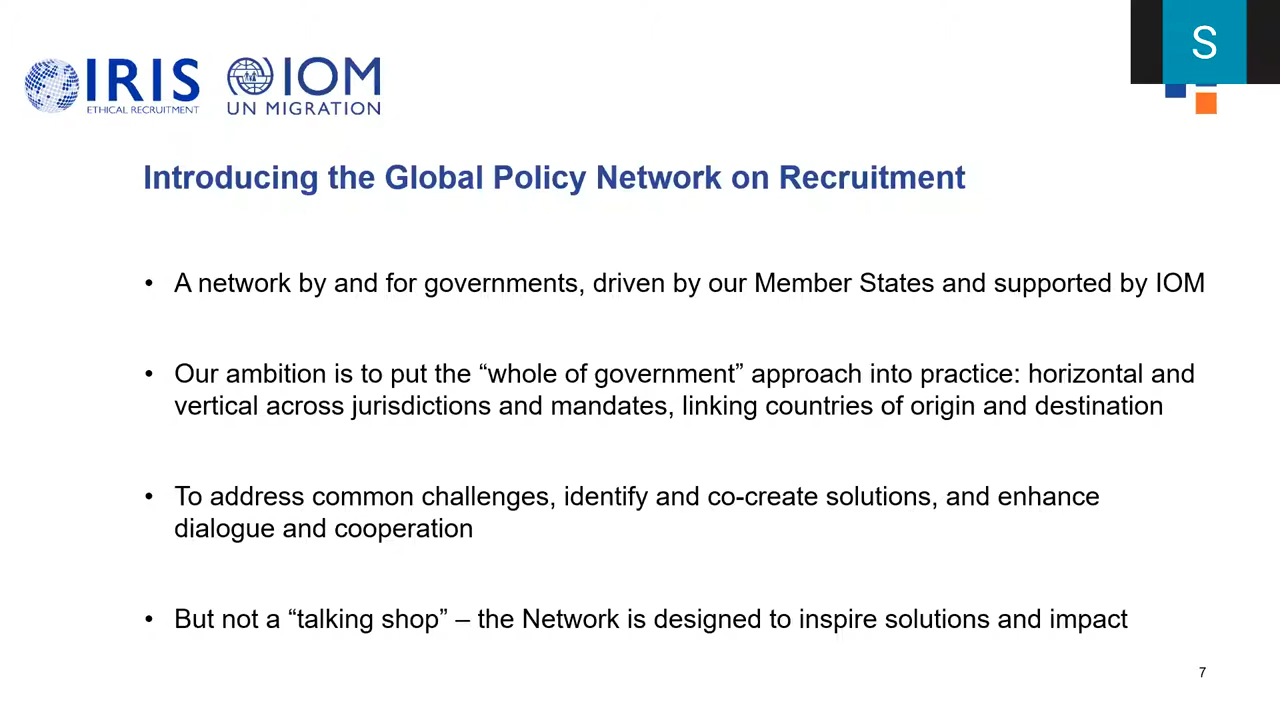 S
IRIS
ETHICAL RECRUITMENT
IOM
UN MIGRATION
Introducing the Global Policy Network on Recruitment
• A network by and for governments, driven by our Member States and supported by IOM
• Our ambition is to put the “whole of government” approach into practice: horizontal and
vertical across jurisdictions and mandates, linking countries of origin and destination
• To address common challenges, identify and co-create solutions, and enhance
dialogue and cooperation
• But not a “talking shop” – the Network is designed to inspire solutions and impact
7